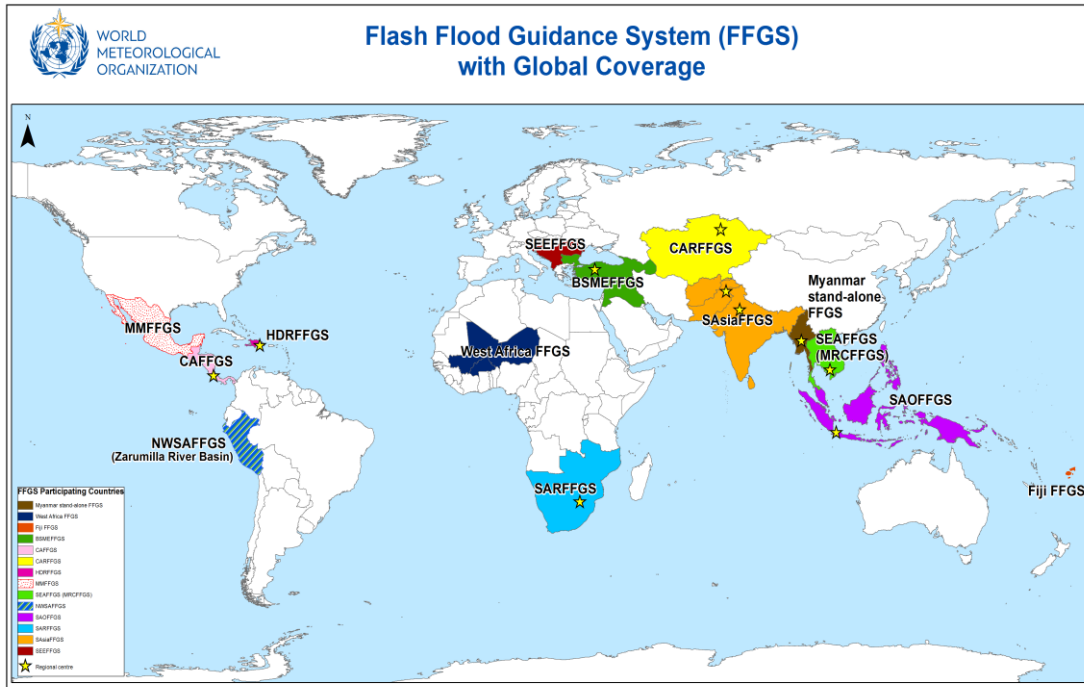 WORLD
METEOROLOGICAL
ORGANIZATION
Flash Flood Guidance System (FFGS)
with Global Coverage
N
SEEFFGS
CARFFGS
BSMEFFGS
Myanmar
stand-alone
FFGS
MMFFGS
HDRFFGS
SAsiaFFGS
SEAFFGS
(MRCFFGS)
West Africa FFGS
CAFFGS
SAOFFGS
NWSAFFGS
(Zarumilla River Basin)
SARFFGS
Fiji FFGS
FFGS Participating Countries
Myanmar stand-alone FFGS
West Africa FFGS
Fiji FFGS
BSMEFFGS
CAFFGS
CARFFGS
HDRFFGS
MMFFGS
SEAFFGS (MRCFFGS)
NWSAFFGS
SAOFFGS
SARFFGS
SAsiaFFGS
SEEFFGS
Regional centre